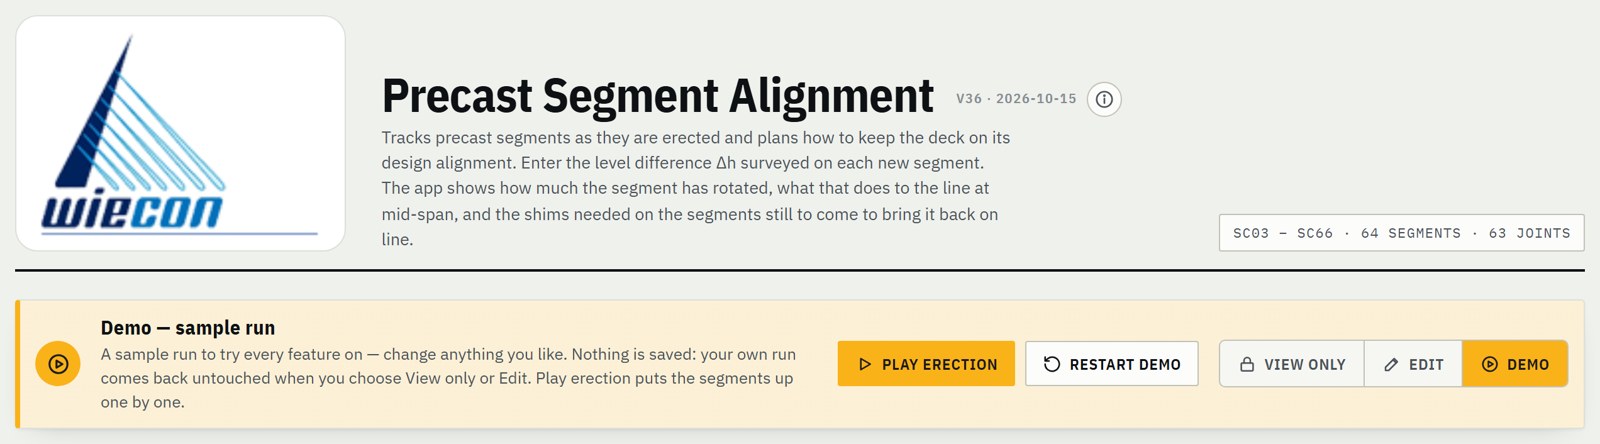 wiecon
Precast Segment Alignment V36 · 2026-10-15
Tracks precast segments as they are erected and plans how to keep the deck on its
design alignment. Enter the level difference Δh surveyed on each new segment.
The app shows how much the segment has rotated, what that does to the line at
mid-span, and the shims needed on the segments still to come to bring it back on
line.
SC03 – SC66 · 64 SEGMENTS · 63 JOINTS
Demo — sample run
A sample run to try every feature on — change anything you like. Nothing is saved: your own run
comes back untouched when you choose View only or Edit. Play erection puts the segments up
one by one.
PLAY ERECTION
RESTART DEMO
VIEW ONLY
EDIT
DEMO